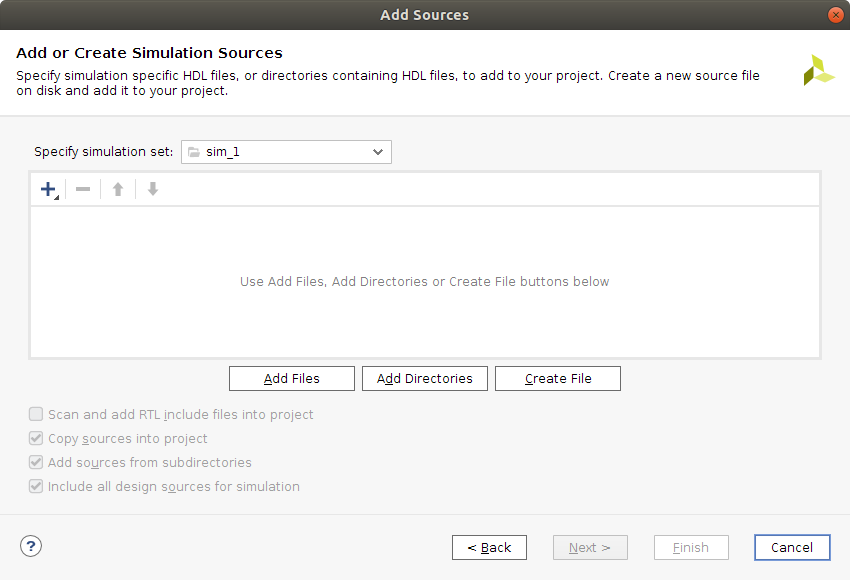 Add Sources
Add or Create Simulation Sources
Specify simulation specific HDL files, or directories containing HDL files, to add to your project. Create a new source file
on disk and add it to your project.
Specify simulation set: sim_1
Use Add Files, Add Directories or Create File buttons below
Add Files Add Directories Create File
Scan and add RTL include files into project
Copy sources into project
Add sources from subdirectories
Include all design sources for simulation
? < Back Next > Finish Cancel